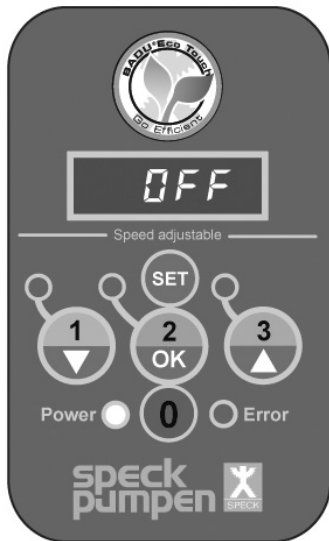 BADU®Eco Touch
Go Efficient
OFF
Speed adjustable
SET
1 2 3
OK
Power 0 Error
speck
pumpen
SPECK